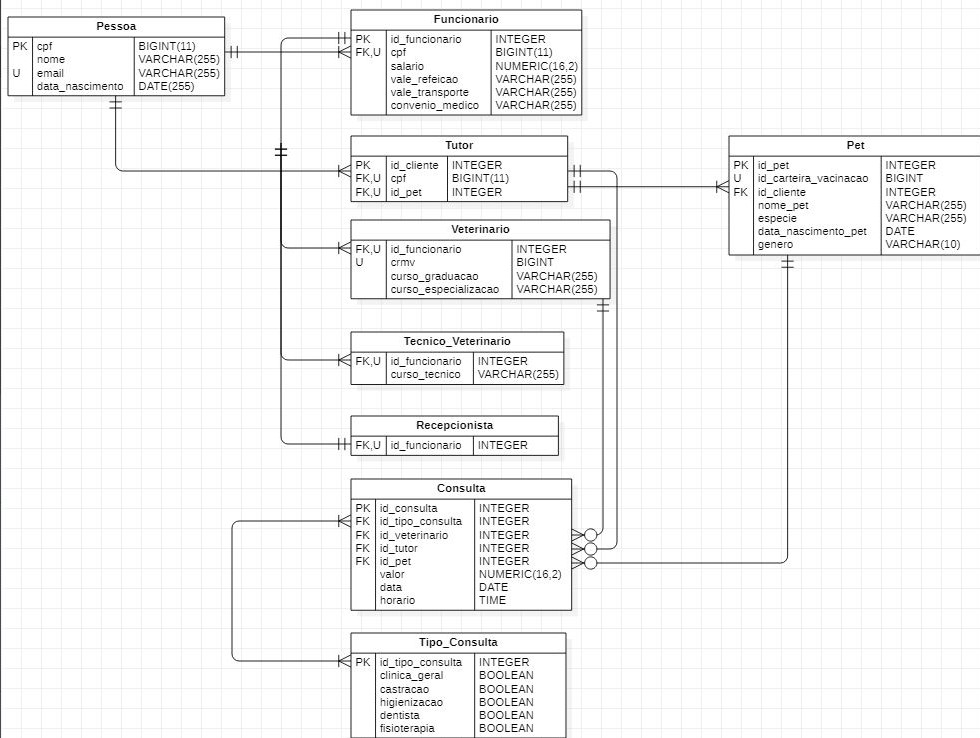 Pessoa
PK cpf BIGINT(11)
nome VARCHAR(255)
U email VARCHAR(255)
data_nascimento DATE(255)
Funcionario
PK id_funcionario INTEGER
FK,U cpf BIGINT(11)
salario NUMERIC(16,2)
vale_refeicao VARCHAR(255)
vale_transporte VARCHAR(255)
convenio_medico VARCHAR(255)
Tutor
PK id_cliente INTEGER
FK,U cpf BIGINT(11)
FK,U id_pet INTEGER
Pet
PK id_pet INTEGER
U id_carteira_vacinacao BIGINT
FK id_cliente INTEGER
nome_pet VARCHAR(255)
especie VARCHAR(255)
data_nascimento_pet DATE
genero VARCHAR(10)
Veterinario
FK,U id_funcionario INTEGER
U crmv BIGINT
curso_graduacao VARCHAR(255)
curso_especializacao VARCHAR(255)
Tecnico_Veterinario
FK,U id_funcionario INTEGER
curso_tecnico VARCHAR(255)
Recepcionista
FK,U id_funcionario INTEGER
Consulta
PK id_consulta INTEGER
FK id_tipo_consulta INTEGER
FK id_veterinario INTEGER
FK id_tutor INTEGER
FK id_pet INTEGER
valor NUMERIC(16,2)
data DATE
horario TIME
Tipo_Consulta
PK id_tipo_consulta INTEGER
clinica_geral BOOLEAN
castracao BOOLEAN
higienizacao BOOLEAN
dentista BOOLEAN
fisioterapia BOOLEAN